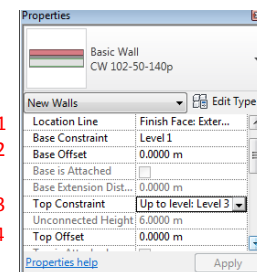 Properties
Basic Wall
CW 102-50-140p
New Walls Edit Type
1 Location Line Finish Face: Exter...
2 Base Constraint Level 1
Base Offset 0.0000 m
Base is Attached
Base Extension Dist... 0.0000 m
3 Top Constraint Up to level: Level 3
Unconnected Height 6.0000 m
4 Top Offset 0.0000 m
Properties help Apply